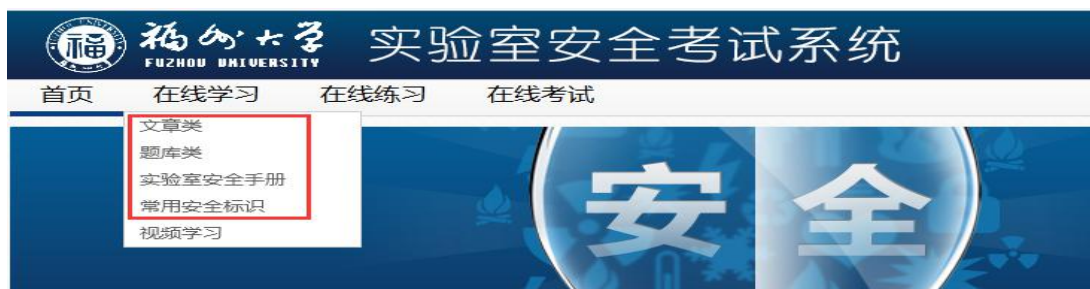 福 福州大学 实验室安全考试系统
FUZHOU UNIVERSITY
首页 在线学习 在线练习 在线考试
文章类
题库类
实验室安全手册
常用安全标识
视频学习
安 全